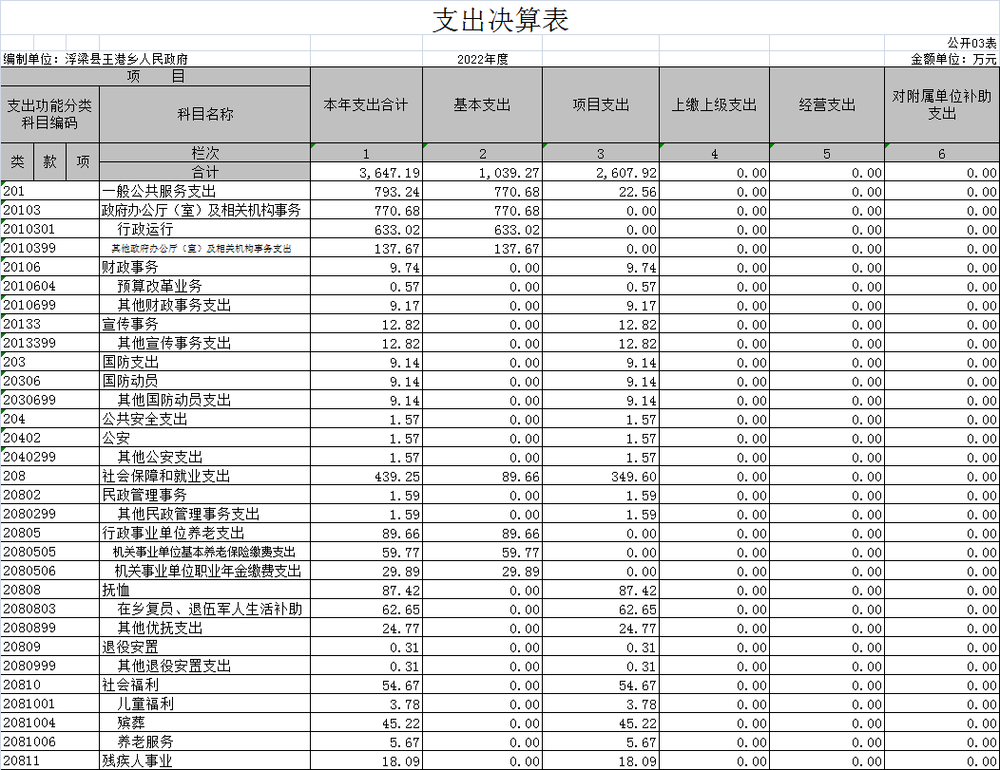 支出决算表
公开03表
编制单位：浮梁县王港乡人民政府 2022年度 金额单位：万元
项 目 本年支出合计 基本支出 项目支出 上缴上级支出 经营支出 对附属单位补助支出
支出功能分类科目编码 科目名称
类 款 项 栏次 1 2 3 4 5 6
合计 3,647.19 1,039.27 2,607.92 0.00 0.00 0.00
201 一般公共服务支出 793.24 770.68 22.56 0.00 0.00 0.00
20103 政府办公厅（室）及相关机构事务 770.68 770.68 0.00 0.00 0.00 0.00
2010301 行政运行 633.02 633.02 0.00 0.00 0.00 0.00
2010399 其他政府办公厅（室）及相关机构事务支出 137.67 137.67 0.00 0.00 0.00 0.00
20106 财政事务 9.74 0.00 9.74 0.00 0.00 0.00
2010604 预算改革业务 0.57 0.00 0.57 0.00 0.00 0.00
2010699 其他财政事务支出 9.17 0.00 9.17 0.00 0.00 0.00
20133 宣传事务 12.82 0.00 12.82 0.00 0.00 0.00
2013399 其他宣传事务支出 12.82 0.00 12.82 0.00 0.00 0.00
203 国防支出 9.14 0.00 9.14 0.00 0.00 0.00
20306 国防动员 9.14 0.00 9.14 0.00 0.00 0.00
2030699 其他国防动员支出 9.14 0.00 9.14 0.00 0.00 0.00
204 公共安全支出 1.57 0.00 1.57 0.00 0.00 0.00
20402 公安 1.57 0.00 1.57 0.00 0.00 0.00
2040299 其他公安支出 1.57 0.00 1.57 0.00 0.00 0.00
208 社会保障和就业支出 439.25 89.66 349.60 0.00 0.00 0.00
20802 民政管理事务 1.59 0.00 1.59 0.00 0.00 0.00
2080299 其他民政管理事务支出 1.59 0.00 1.59 0.00 0.00 0.00
20805 行政事业单位养老支出 89.66 89.66 0.00 0.00 0.00 0.00
2080505 机关事业单位基本养老保险缴费支出 59.77 59.77 0.00 0.00 0.00 0.00
2080506 机关事业单位职业年金缴费支出 29.89 29.89 0.00 0.00 0.00 0.00
20808 抚恤 87.42 0.00 87.42 0.00 0.00 0.00
2080803 在乡复员、退伍军人生活补助 62.65 0.00 62.65 0.00 0.00 0.00
2080899 其他优抚支出 24.77 0.00 24.77 0.00 0.00 0.00
20809 退役安置 0.31 0.00 0.31 0.00 0.00 0.00
2080999 其他退役安置支出 0.31 0.00 0.31 0.00 0.00 0.00
20810 社会福利 54.67 0.00 54.67 0.00 0.00 0.00
2081001 儿童福利 3.78 0.00 3.78 0.00 0.00 0.00
2081004 殡葬 45.22 0.00 45.22 0.00 0.00 0.00
2081006 养老服务 5.67 0.00 5.67 0.00 0.00 0.00
20811 残疾人事业 18.09 0.00 18.09 0.00 0.00 0.00